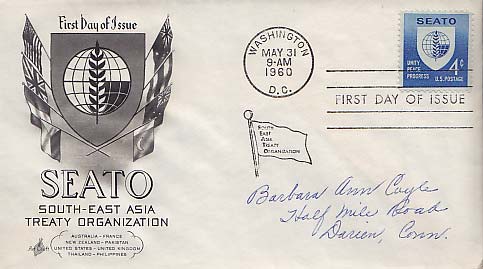 First Day of Issue
SEATO
SOUTH-EAST ASIA
TREATY ORGANIZATION
AUSTRALIA - FRANCE
NEW ZEALAND - PAKISTAN
UNITED STATES - UNITED KINGDOM
THAILAND - PHILIPPINES
WASHINGTON
MAY 31
9-AM
1960
D.C.
SEATO
UNITY
PEACE
PROGRESS
4¢
U.S. POSTAGE
FIRST DAY OF ISSUE
SOUTH
EAST
ASIA
TREATY
ORGANIZATION
Barbara Ann Coyle
Half Mile Road
Darien, Conn.